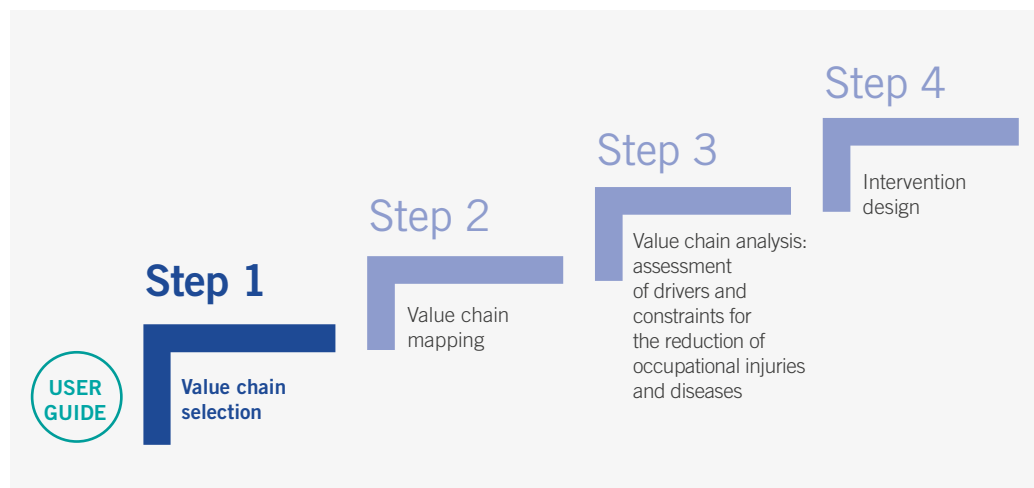 USER
GUIDE
Step 1
Value chain
selection
Step 2
Value chain
mapping
Step 3
Value chain analysis:
assessment
of drivers and
constraints for
the reduction of
occupational injuries
and diseases
Step 4
Intervention
design